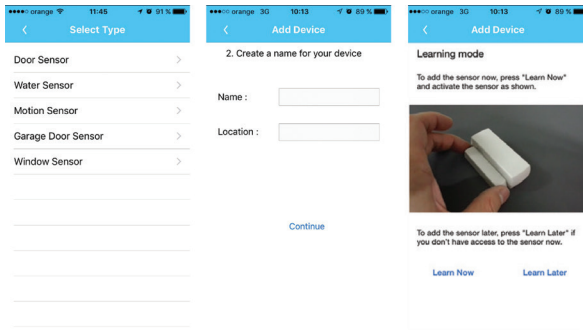 orange 11:45 91 %
Select Type
Door Sensor
Water Sensor
Motion Sensor
Garage Door Sensor
Window Sensor
orange 3G 10:13 89 %
Add Device
2. Create a name for your device
Name :
Location :
Continue
orange 3G 10:13 89 %
Add Device
Learning mode
To add the sensor now, press "Learn Now"
and activate the sensor as shown.
To add the sensor later, press "Learn Later" if
you don't have access to the sensor now.
Learn Now Learn Later